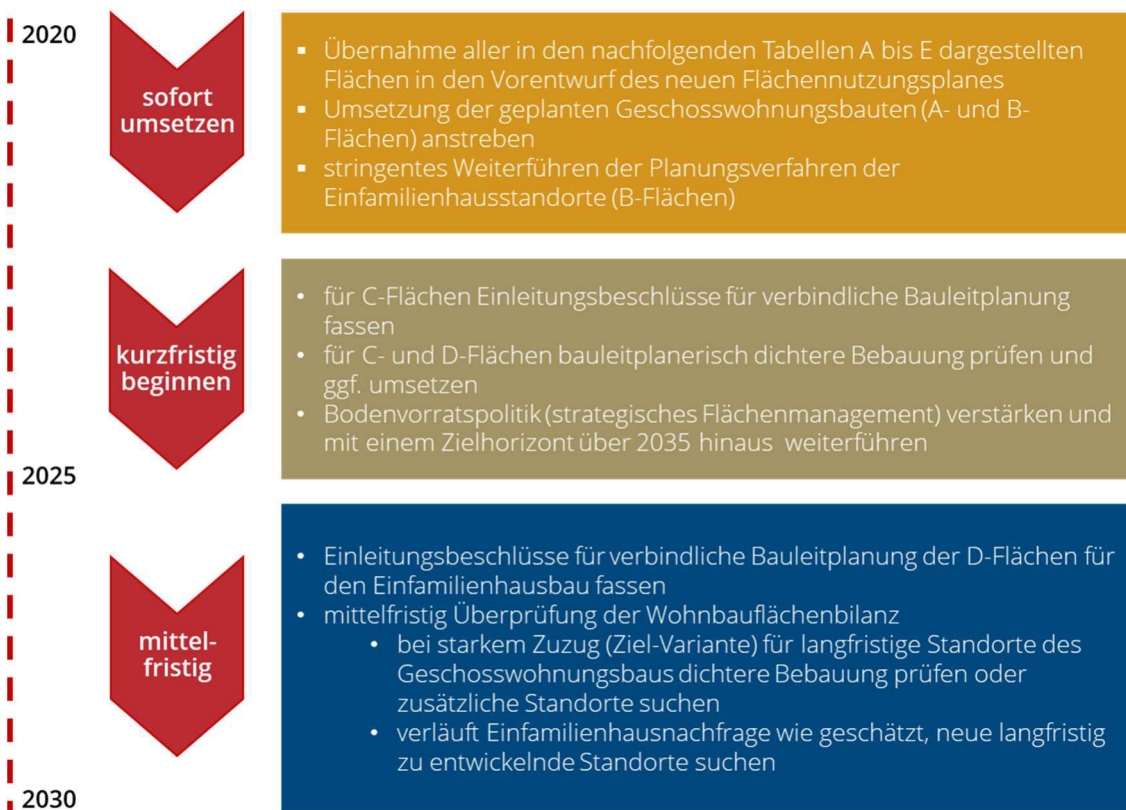 2020
sofort
umsetzen
▪ Übernahme aller in den nachfolgenden Tabellen A bis E dargestellten
Flächen in den Vorentwurf des neuen Flächennutzungsplanes
▪ Umsetzung der geplanten Geschosswohnungsbauten (A- und B-
Flächen) anstreben
▪ stringentes Weiterführen der Planungsverfahren der
Einfamilienhausstandorte (B-Flächen)
kurzfristig
beginnen
• für C-Flächen Einleitungsbeschlüsse für verbindliche Bauleitplanung
fassen
• für C- und D-Flächen bauleitplanerisch dichtere Bebauung prüfen und
ggf. umsetzen
• Bodenvorratspolitik (strategisches Flächenmanagement) verstärken und
mit einem Zielhorizont über 2035 hinaus weiterführen
2025
mittel-
fristig
• Einleitungsbeschlüsse für verbindliche Bauleitplanung der D-Flächen für
den Einfamilienhausbau fassen
• mittelfristig Überprüfung der Wohnbauflächenbilanz
• bei starkem Zuzug (Ziel-Variante) für langfristige Standorte des
Geschosswohnungsbaus dichtere Bebauung prüfen oder
zusätzliche Standorte suchen
• verläuft Einfamilienhausnachfrage wie geschätzt, neue langfristig
zu entwickelnde Standorte suchen
2030